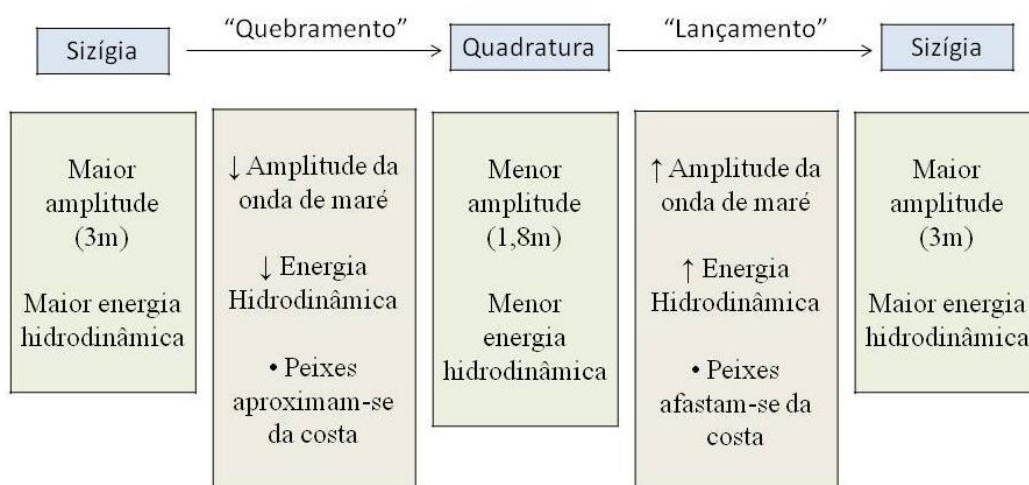 Sizígia
“Quebramento”
Quadratura
“Lançamento”
Sizígia
Maior
amplitude
(3m)
Maior energia
hidrodinâmica
↓ Amplitude da
onda de maré
↓ Energia
Hidrodinâmica
• Peixes
aproximam-se
da costa
Menor
amplitude
(1,8m)
Menor
energia
hidrodinâmica
↑ Amplitude da
onda de maré
↑ Energia
Hidrodinâmica
• Peixes
afastam-se da
costa
Maior
amplitude
(3m)
Maior energia
hidrodinâmica